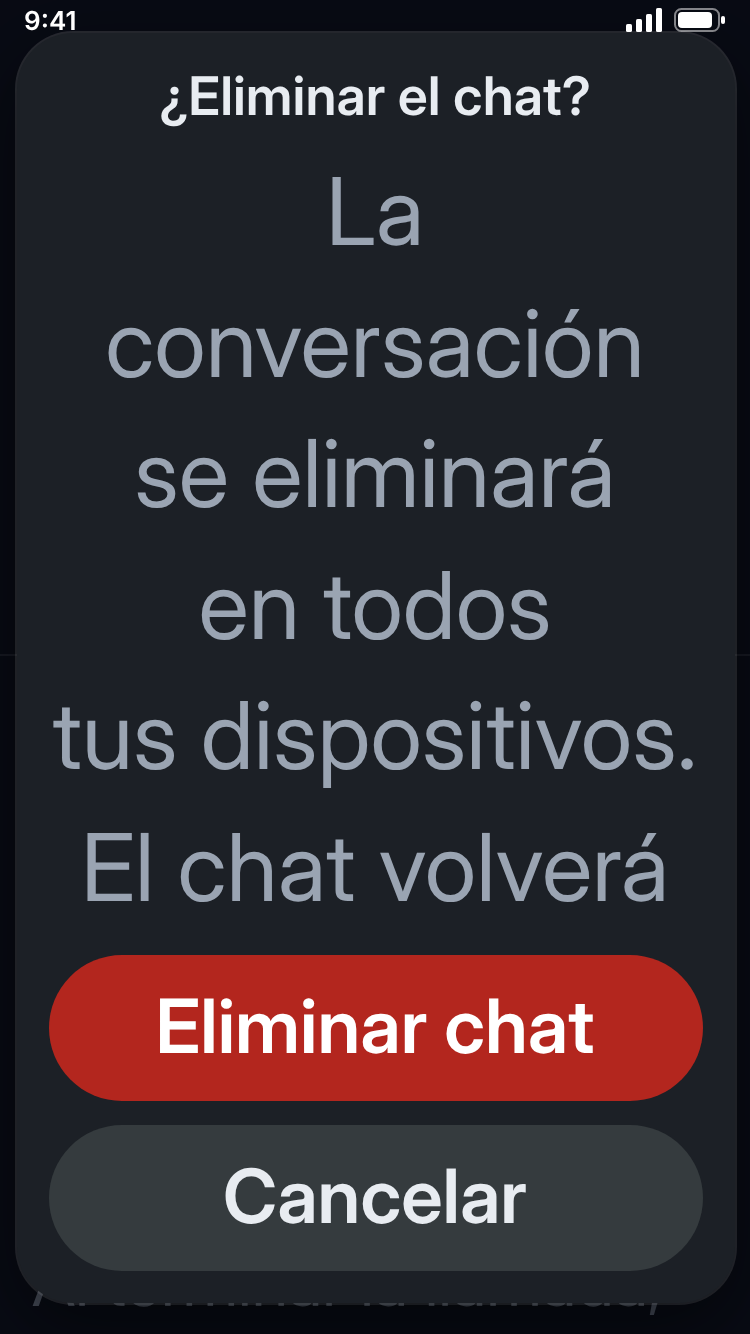 9:41
¿Eliminar el chat?
La
conversación
se eliminará
en todos
tus dispositivos.
El chat volverá
Eliminar chat
Cancelar